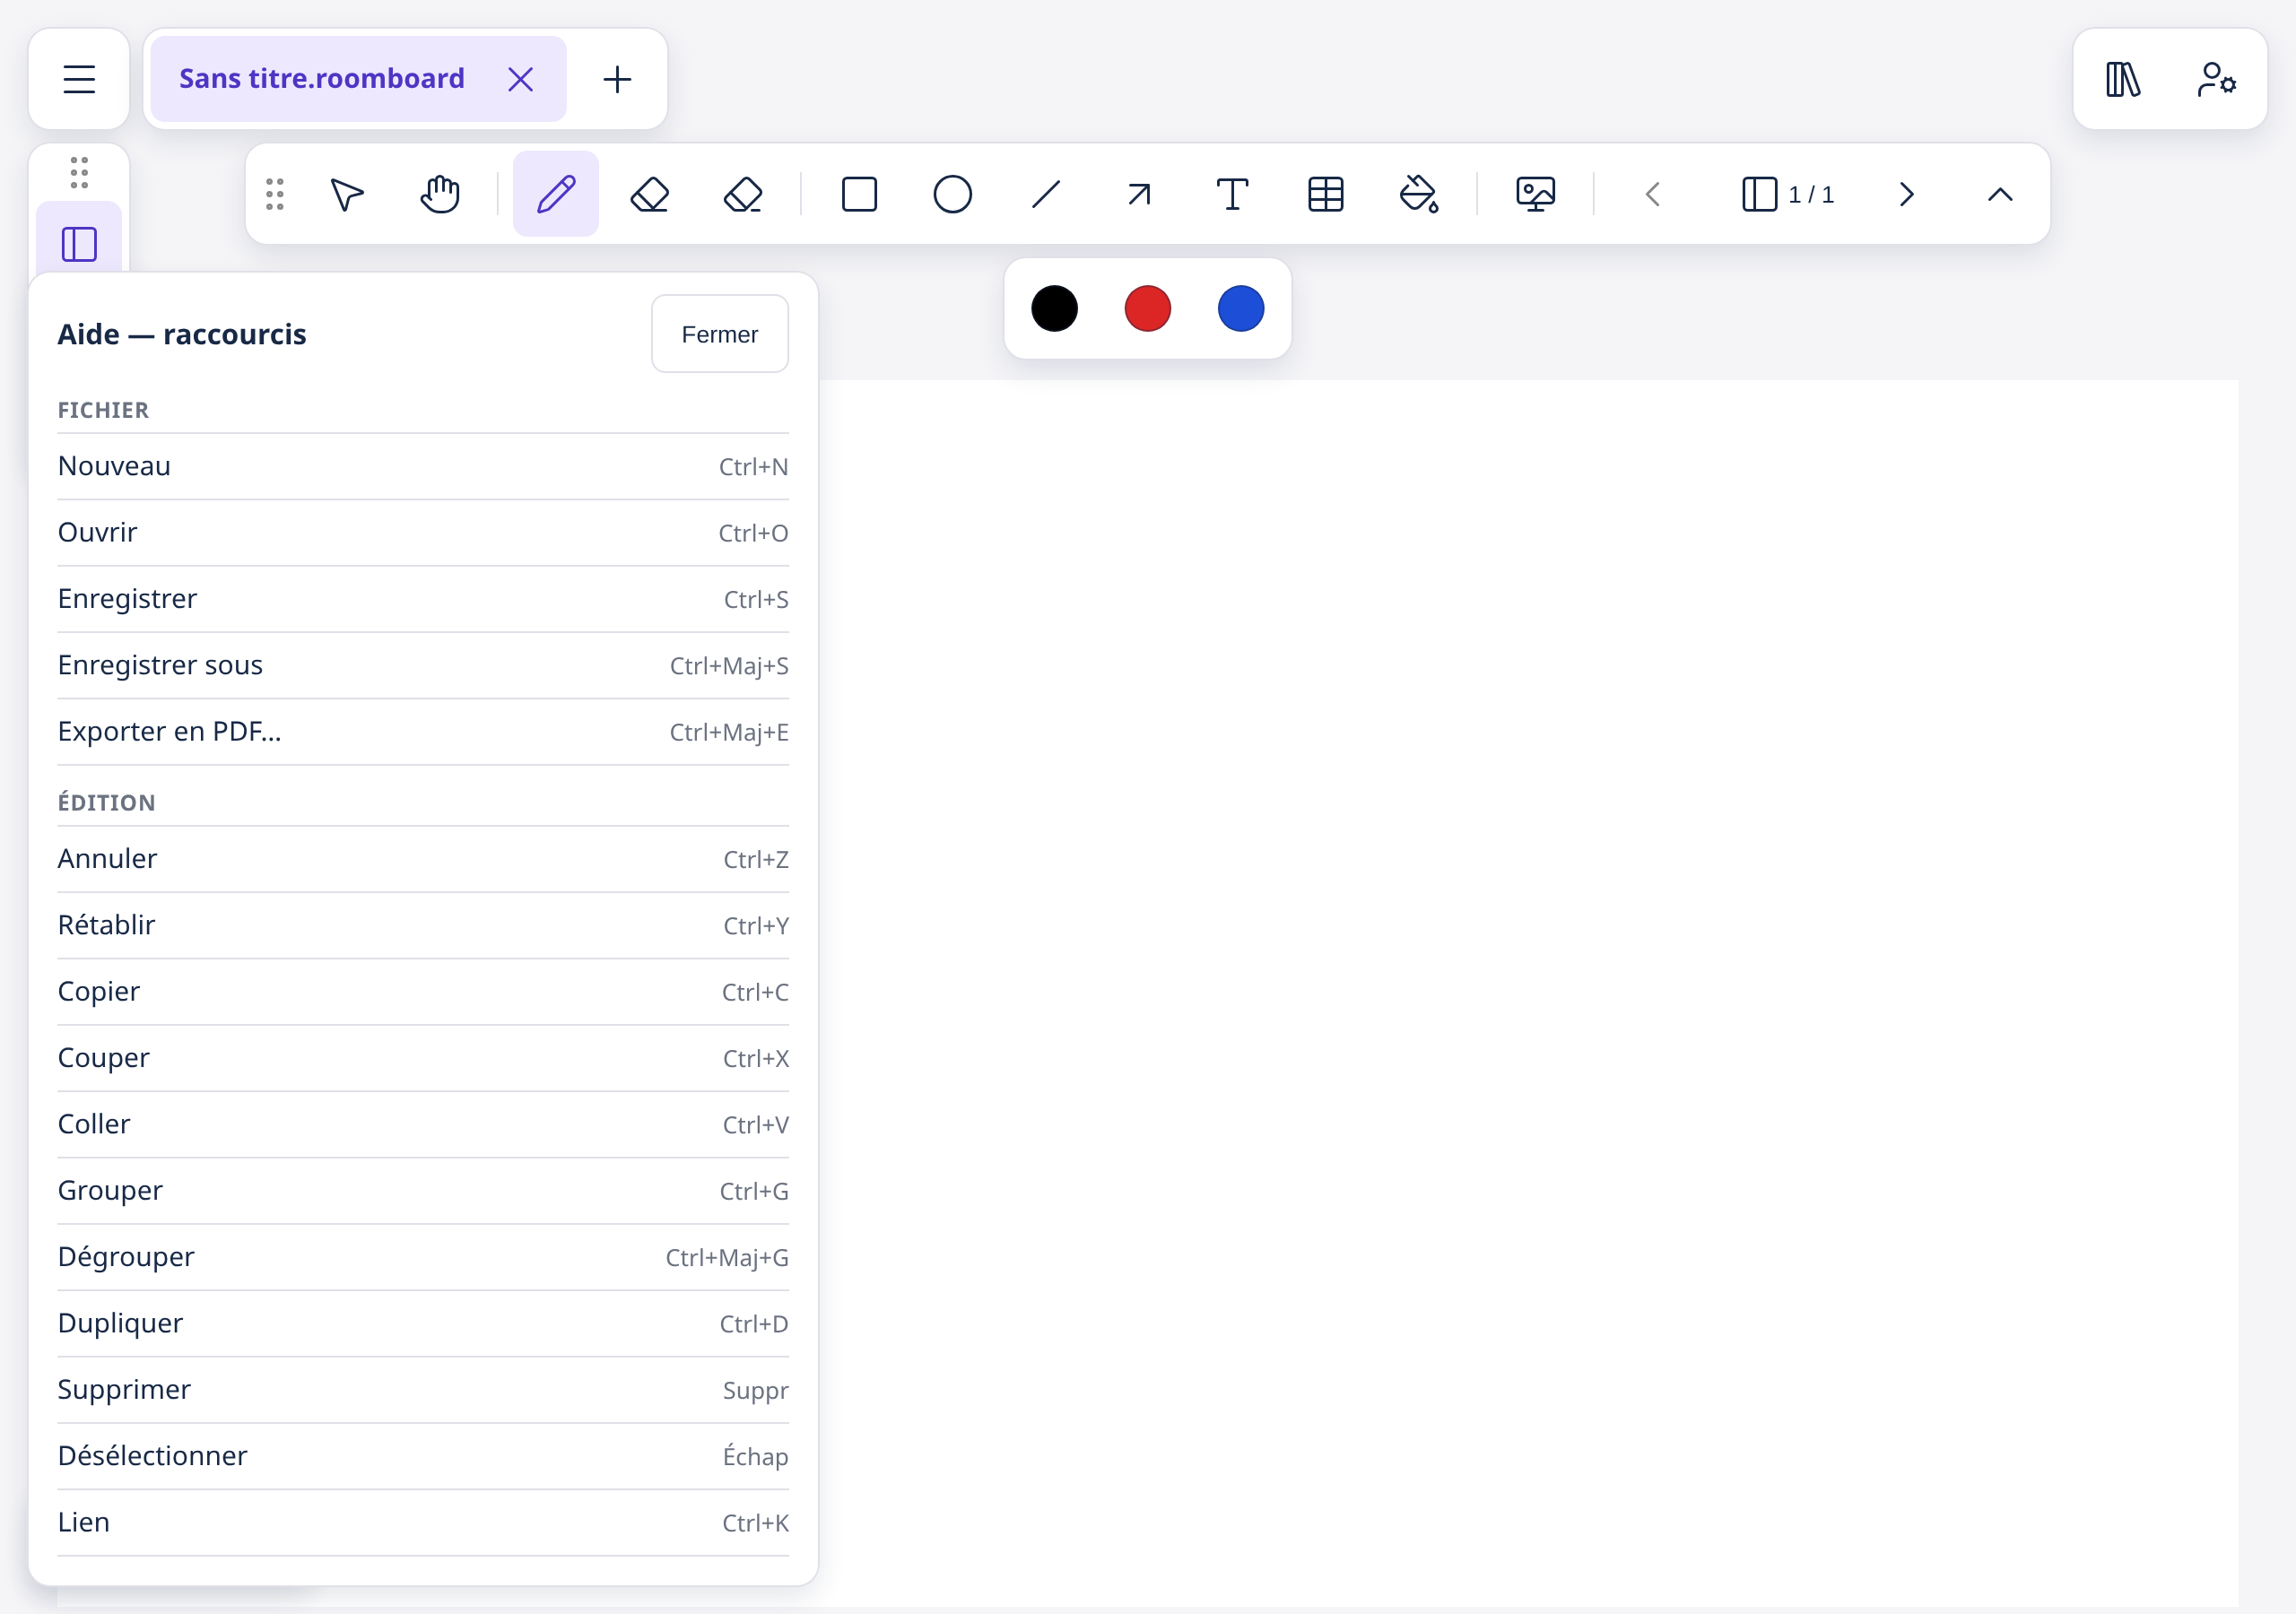 Sans titre.roomboard
1 / 1
Aide — raccourcis
Fermer
FICHIER
Nouveau Ctrl+N
Ouvrir Ctrl+O
Enregistrer Ctrl+S
Enregistrer sous Ctrl+Maj+S
Exporter en PDF... Ctrl+Maj+E
ÉDITION
Annuler Ctrl+Z
Rétablir Ctrl+Y
Copier Ctrl+C
Couper Ctrl+X
Coller Ctrl+V
Grouper Ctrl+G
Dégrouper Ctrl+Maj+G
Dupliquer Ctrl+D
Supprimer Suppr
Désélectionner Échap
Lien Ctrl+K